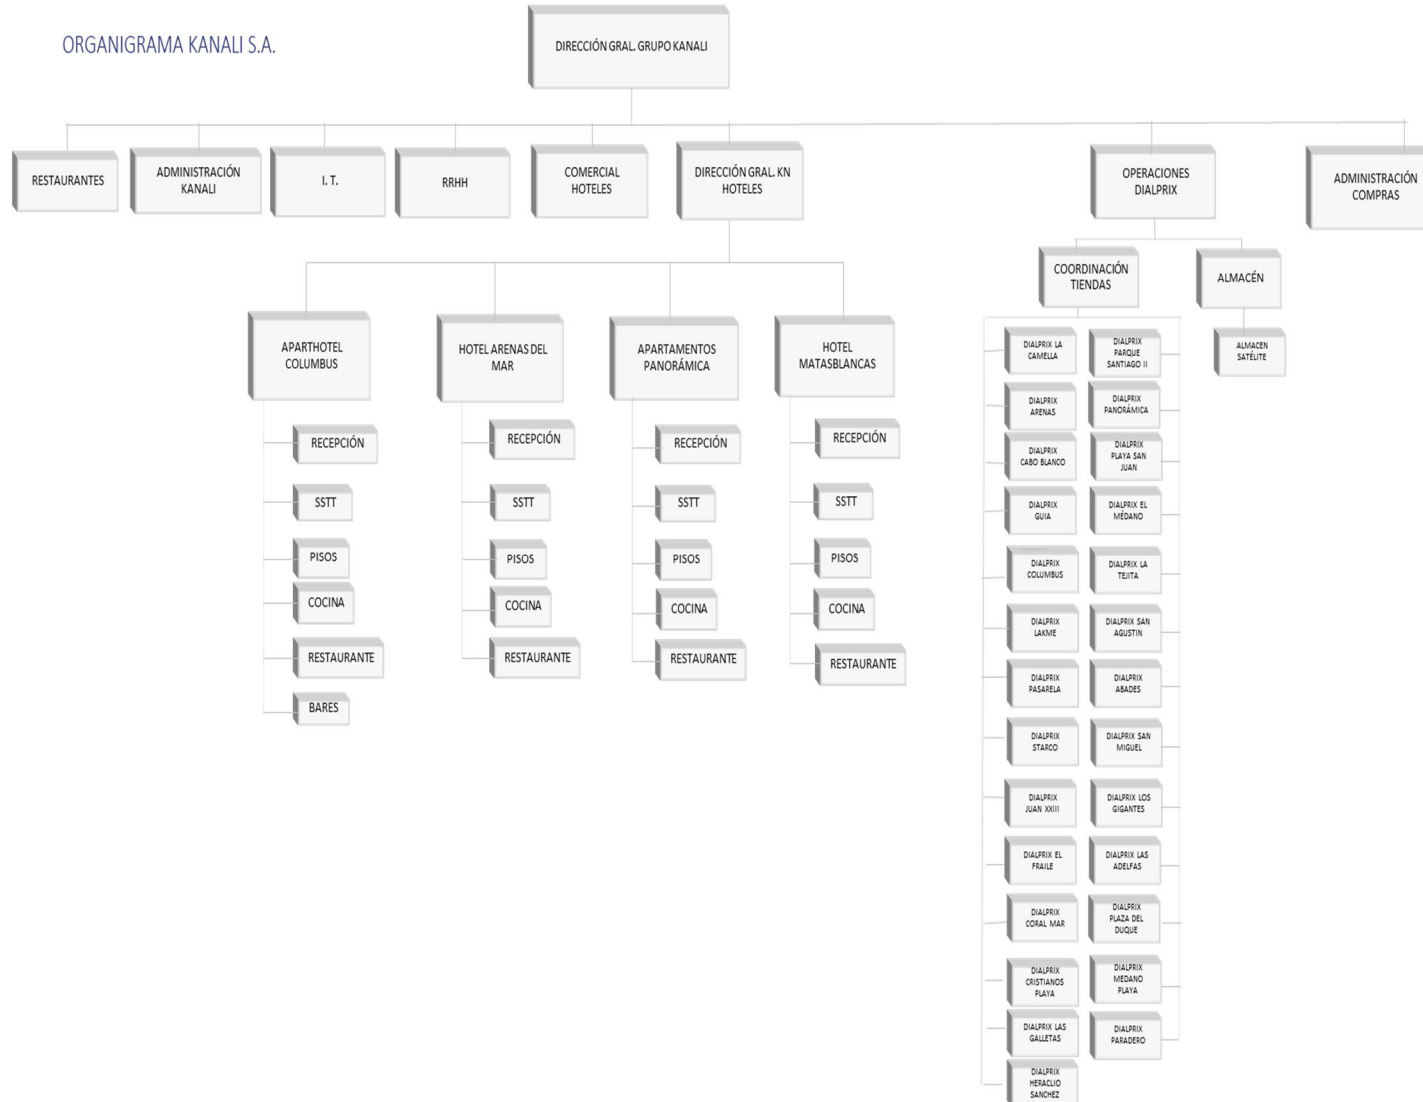 ORGANIGRAMA KANALI S.A.
DIRECCIÓN GRAL. GRUPO KANALI
RESTAURANTES
ADMINISTRACIÓN
KANALI
I. T.
RRHH
COMERCIAL
HOTELES
DIRECCIÓN GRAL. KN
HOTELES
OPERACIONES
DIALPRIX
ADMINISTRACIÓN
COMPRAS
APARTHOTEL
COLUMBUS
RECEPCIÓN
SSTT
PISOS
COCINA
RESTAURANTE
BARES
HOTEL ARENAS DEL
MAR
RECEPCIÓN
SSTT
PISOS
COCINA
RESTAURANTE
APARTAMENTOS
PANORÁMICA
RECEPCIÓN
SSTT
PISOS
COCINA
RESTAURANTE
HOTEL
MATASBLANCAS
RECEPCIÓN
SSTT
PISOS
COCINA
RESTAURANTE
COORDINACIÓN
TIENDAS
ALMACÉN
ALMACEN
SATÉLITE
DIALPRIX LA
CAMELLA
DIALPRIX
PARQUE
SANTIAGO II
DIALPRIX
ARENAS
DIALPRIX
PANORÁMICA
DIALPRIX
CABO BLANCO
DIALPRIX
PLAYA SAN
JUAN
DIALPRIX
GUIA
DIALPRIX EL
MÉDANO
DIALPRIX
COLUMBUS
DIALPRIX LA
TEJITA
DIALPRIX
LAKME
DIALPRIX SAN
AGUSTIN
DIALPRIX
PASARELA
DIALPRIX
ABADES
DIALPRIX
STARCO
DIALPRIX SAN
MIGUEL
DIALPRIX
JUAN XXIII
DIALPRIX LOS
GIGANTES
DIALPRIX EL
FRAILE
DIALPRIX LAS
ADELFAS
DIALPRIX
CORAL MAR
DIALPRIX
PLAZA DEL
DUQUE
DIALPRIX
CRISTIANOS
PLAYA
DIALPRIX
MEDANO
PLAYA
DIALPRIX LAS
GALLETAS
DIALPRIX
PARADERO
DIALPRIX
HERACLIO
SANCHEZ